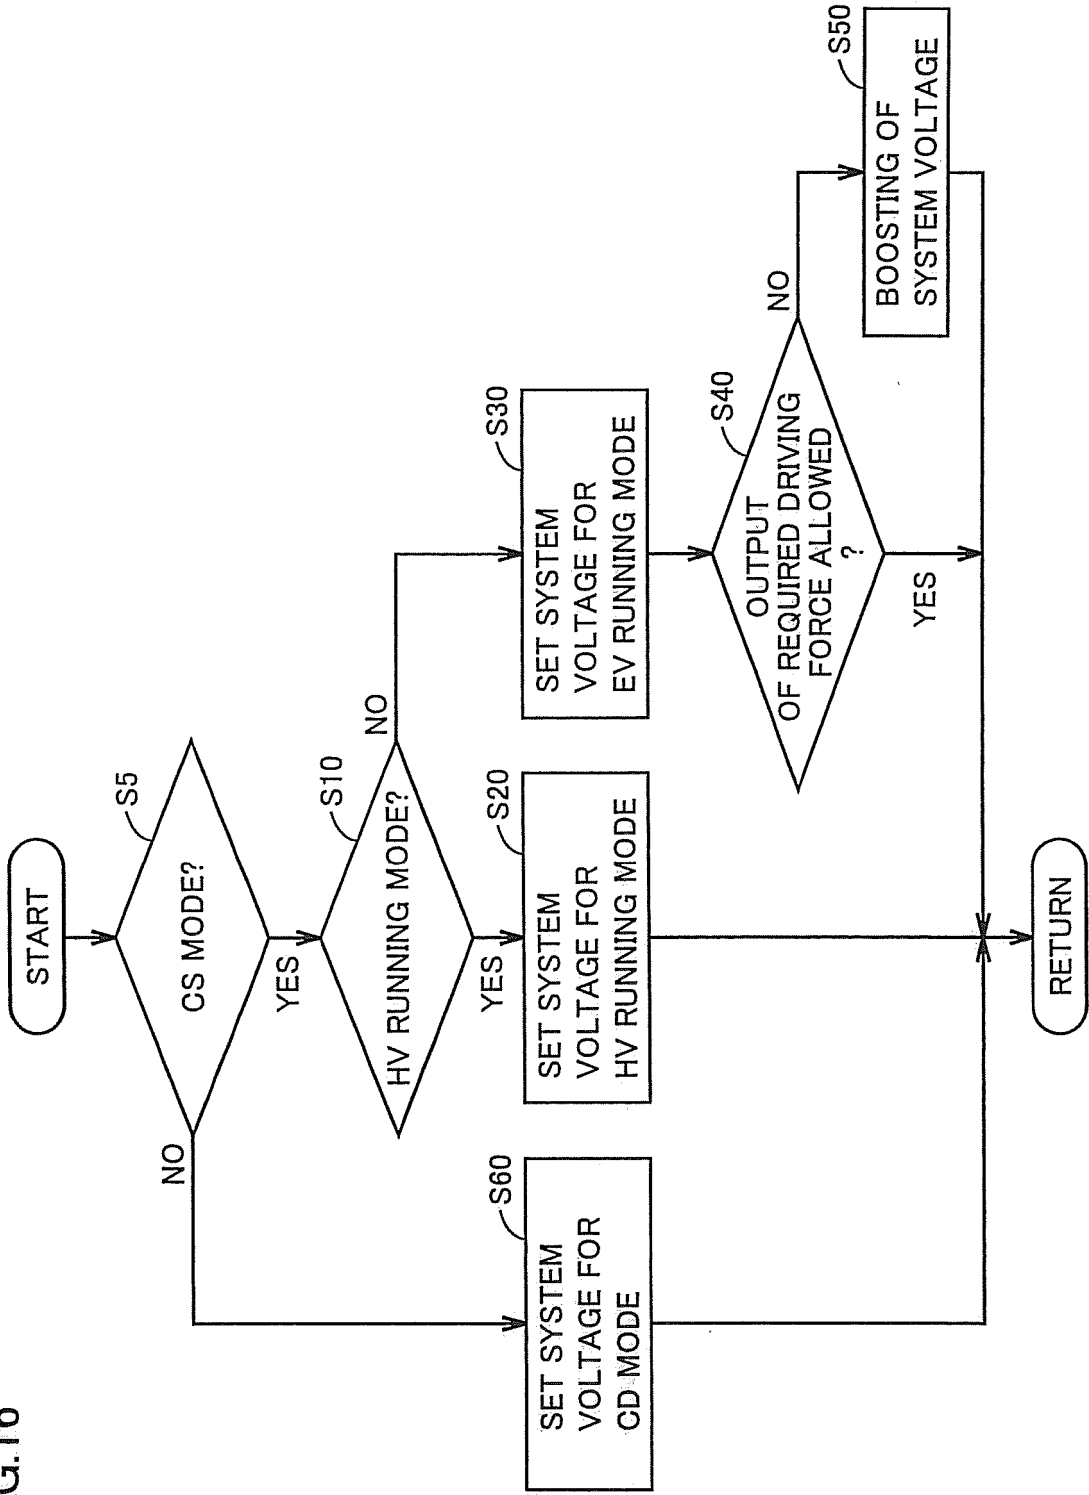 G.16
START
S5
CS MODE?
NO
YES
S10
HV RUNNING MODE?
NO
YES
S60
SET SYSTEM
VOLTAGE FOR
CD MODE
S20
SET SYSTEM
VOLTAGE FOR
HV RUNNING MODE
S30
SET SYSTEM
VOLTAGE FOR
EV RUNNING MODE
S40
OUTPUT
OF REQUIRED DRIVING
FORCE ALLOWED
?
NO
YES
S50
BOOSTING OF
SYSTEM VOLTAGE
RETURN